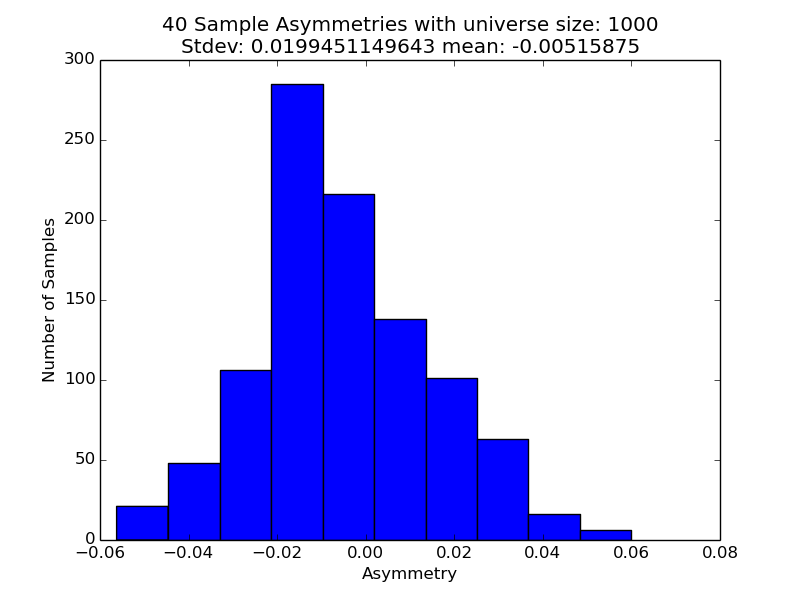 40 Sample Asymmetries with universe size: 1000
Stdev: 0.0199451149643 mean: -0.00515875
300
250
200
150
100
50
0
Number of Samples
−0.06 −0.04 −0.02 0.00 0.02 0.04 0.06 0.08
Asymmetry